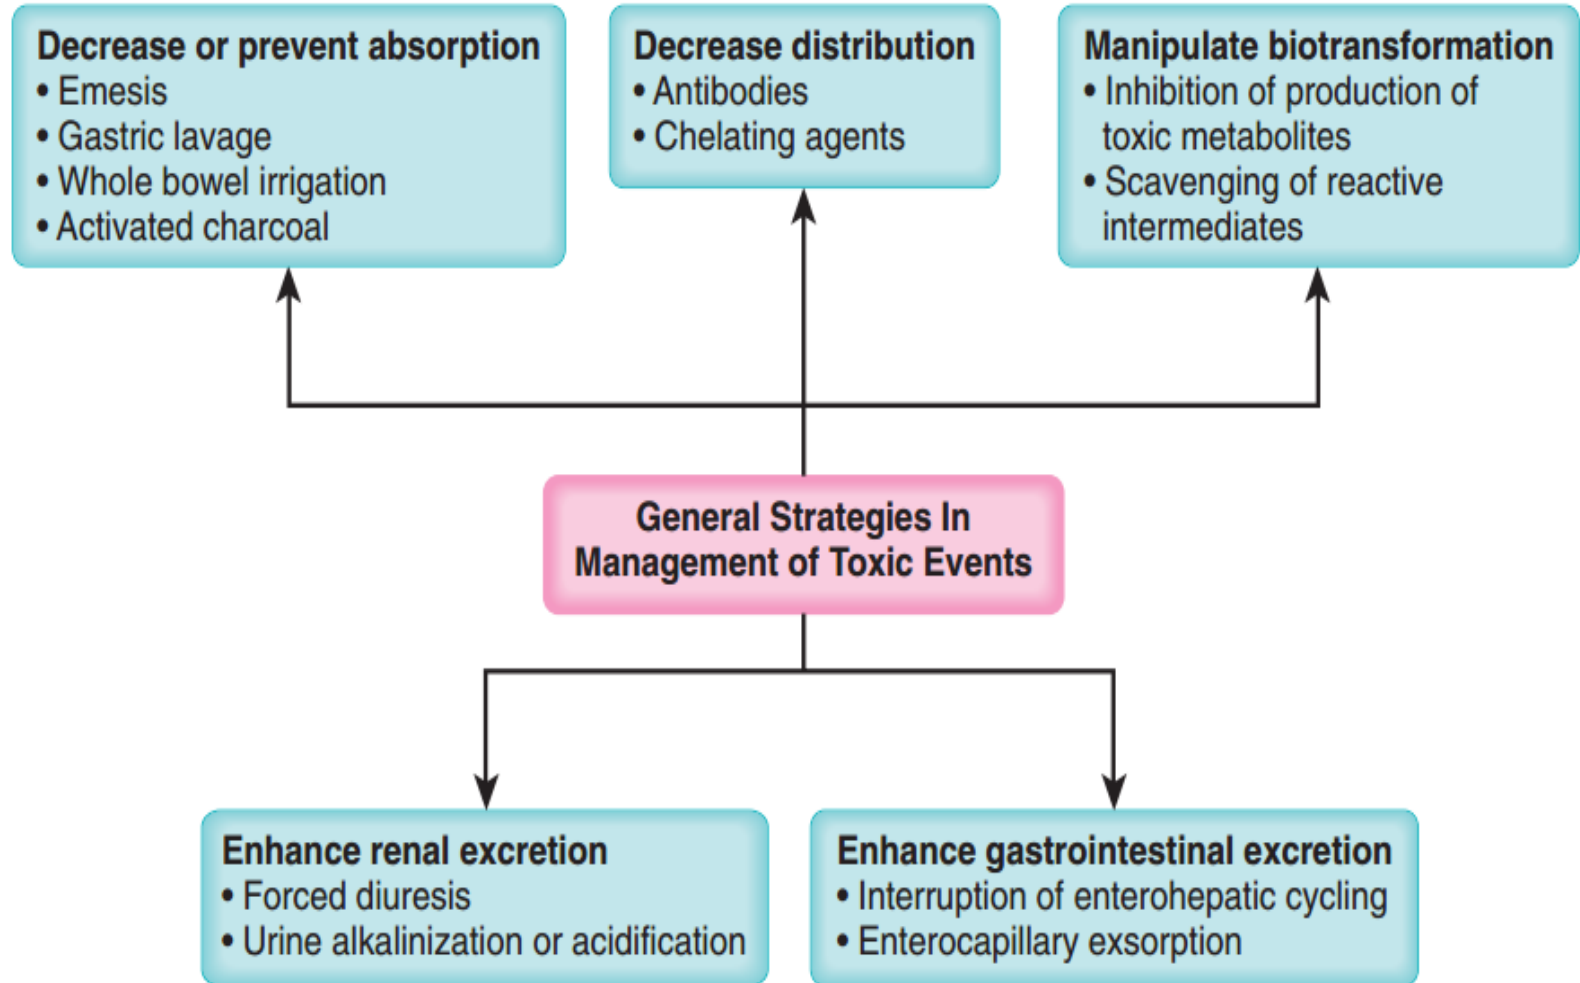 Decrease or prevent absorption
• Emesis
• Gastric lavage
• Whole bowel irrigation
• Activated charcoal
Decrease distribution
• Antibodies
• Chelating agents
Manipulate biotransformation
• Inhibition of production of
toxic metabolites
• Scavenging of reactive
intermediates
General Strategies In
Management of Toxic Events
Enhance renal excretion
• Forced diuresis
• Urine alkalinization or acidification
Enhance gastrointestinal excretion
• Interruption of enterohepatic cycling
• Enterocapillary exsorption